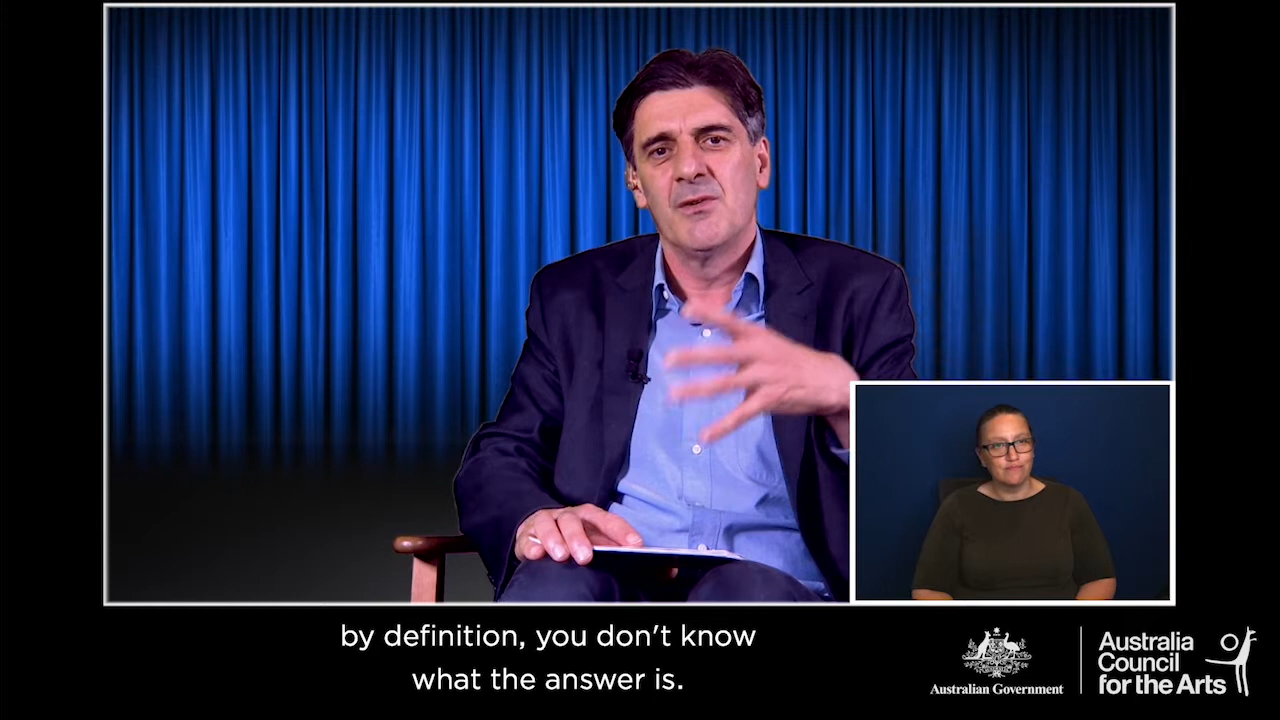 by definition, you don't know
what the answer is.
Australian Government
Australia
Council
for the Arts